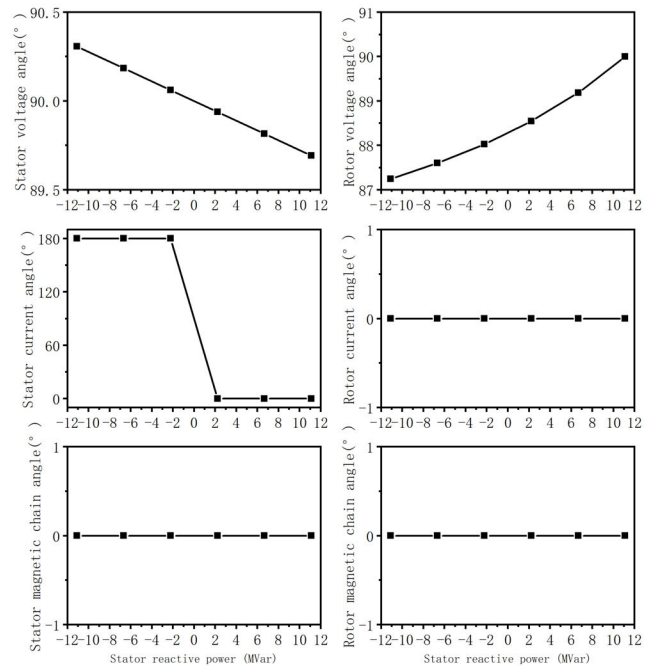 Stator voltage angle(°)
90.5
90.0
89.5
-12-10 -8 -6 -4 -2 0 2 4 6 8 10 12
Rotor voltage angle(°)
91
90
89
88
87
-12-10 -8 -6 -4 -2 0 2 4 6 8 10 12
Stator current angle(°)
180
120
60
0
-12-10 -8 -6 -4 -2 0 2 4 6 8 10 12
Rotor current angle(°)
1
0
-1
-12-10 -8 -6 -4 -2 0 2 4 6 8 10 12
Stator magnetic chain angle(°)
1
0
-1
-12-10 -8 -6 -4 -2 0 2 4 6 8 10 12
Stator reactive power (MVar)
Rotor magnetic chain angle(°)
1
0
-1
-12-10 -8 -6 -4 -2 0 2 4 6 8 10 12
Stator reactive power (MVar)